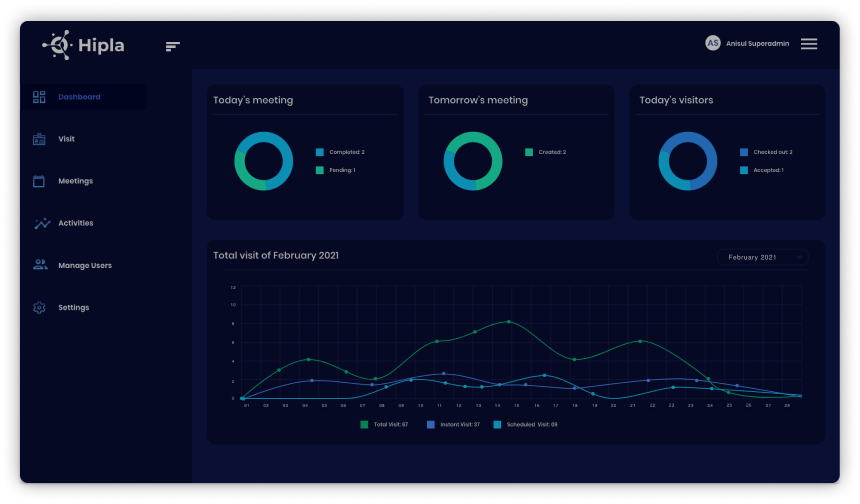 Hipla
AS Anisul Superadmin
Dashboard
Visit
Meetings
Activities
Manage Users
Settings
Today's meeting
Completed: 2
Pending: 1
Tomorrow's meeting
Created: 2
Today's visitors
Checked out: 2
Accepted: 1
Total visit of February 2021
February 2021
12
10
8
6
4
2
0
01 02 03 04 05 06 07 08 09 10 11 12 13 14 15 16 17 18 19 20 21 22 23 24 25 26 27 28
Total Visit: 67
Instant Visit: 37
Scheduled Visit: 09